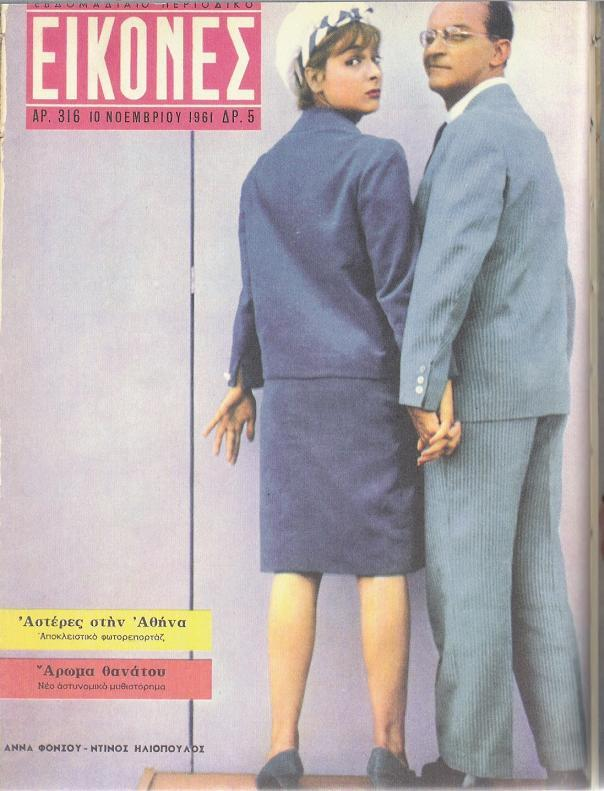 ΕΒΔΟΜΑΔΙΑΙΟ ΠΕΡΙΟΔΙΚΟ
ΕΙΚΟΝΕΣ
ΑΡ. 316 10 ΝΟΕΜΒΡΙΟΥ 1961 ΔΡ. 5
Ἀστέρες στὴν Ἀθήνα
Ἀποκλειστικὸ φωτορεπορτὰζ
Ἄρωμα θανάτου
Νέο ἀστυνομικὸ μυθιστόρημα
ΑΝΝΑ ΦΟΝΣΟΥ - ΝΤΙΝΟΣ ΗΛΙΟΠΟΥΛΟΣ